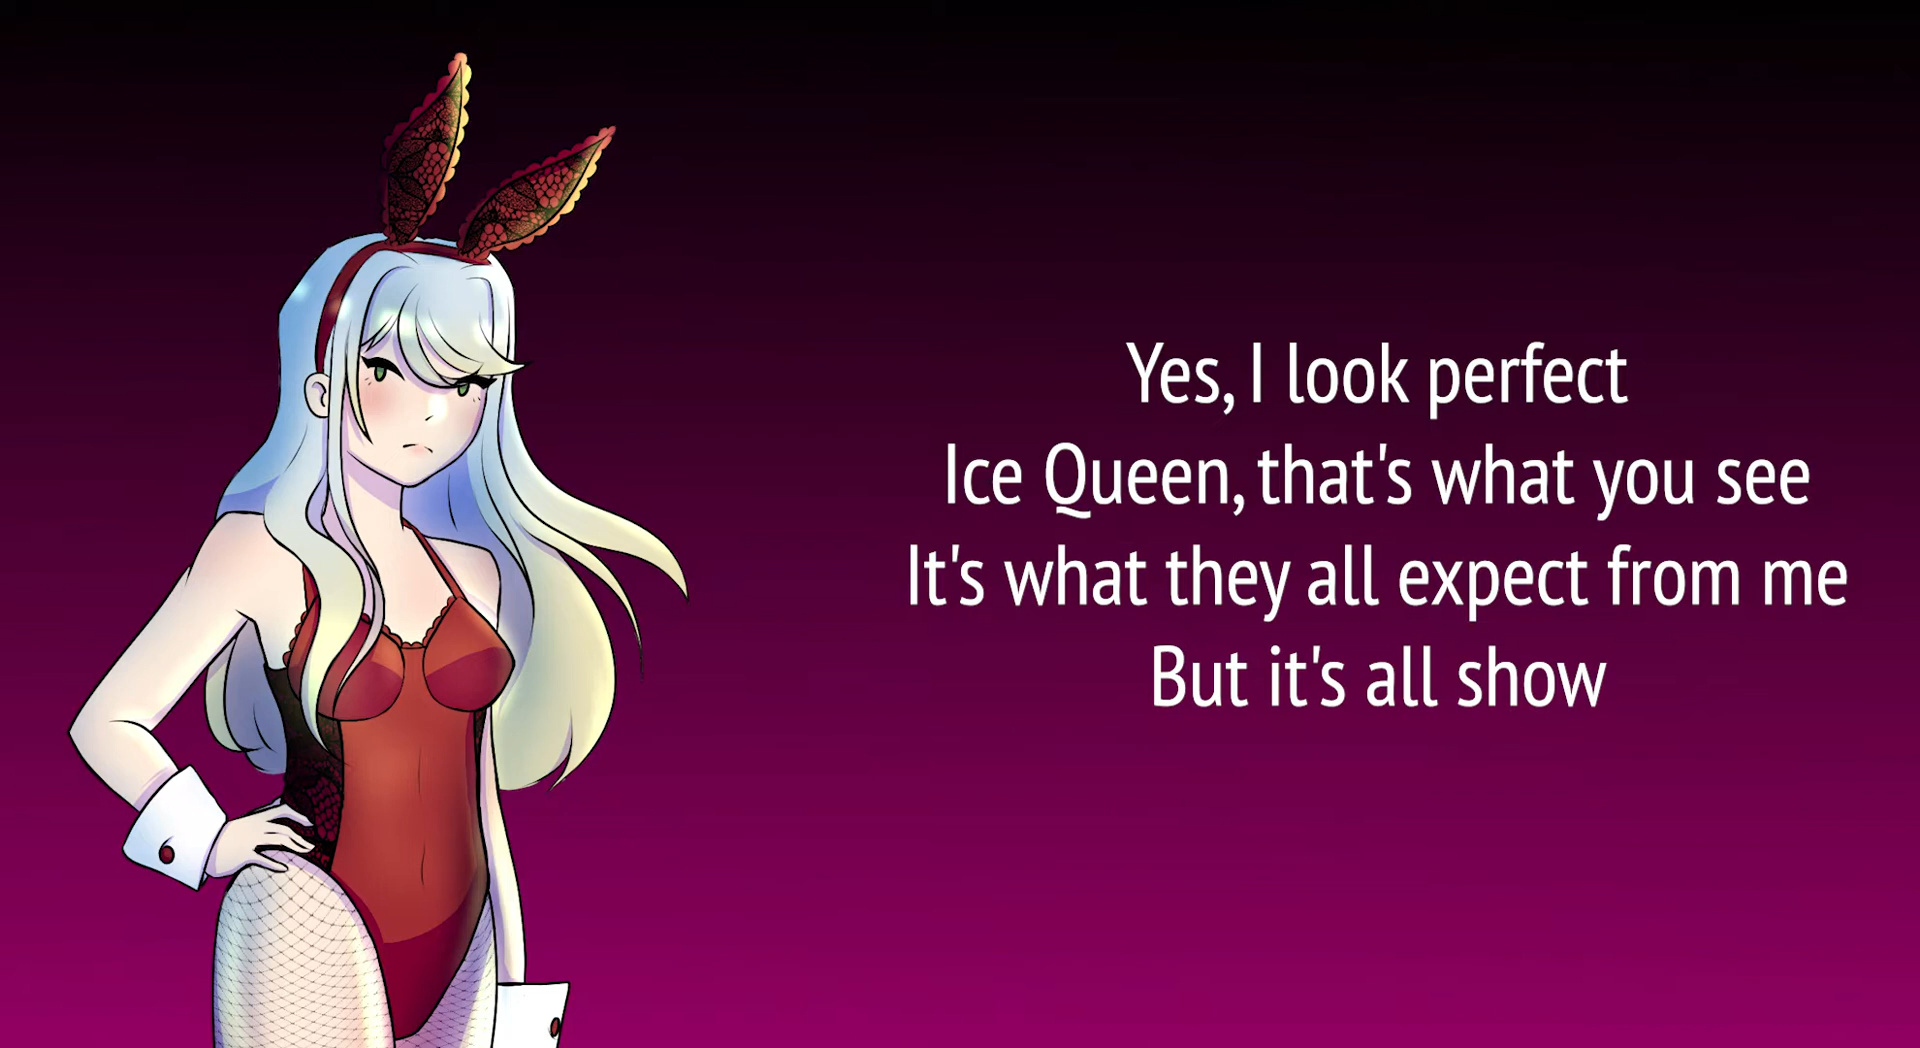 Yes, I look perfect
Ice Queen, that's what you see
It's what they all expect from me
But it's all show